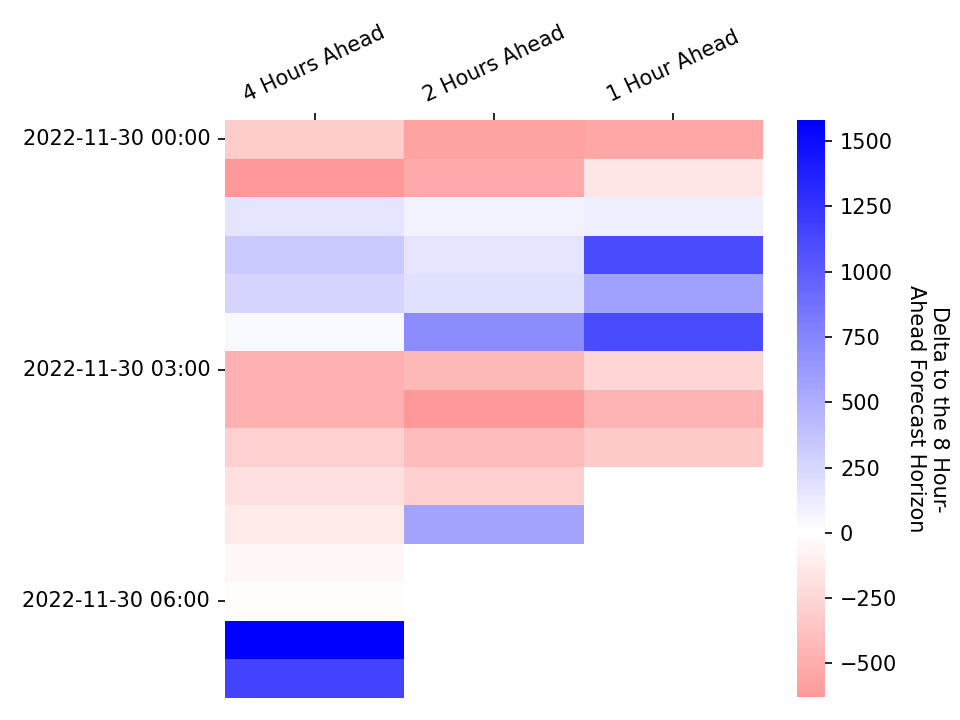 4 Hours Ahead
2 Hours Ahead
1 Hour Ahead
2022-11-30 00:00
2022-11-30 03:00
2022-11-30 06:00
1500
1250
1000
750
500
250
0
−250
−500
Delta to the 8 Hour-
Ahead Forecast Horizon